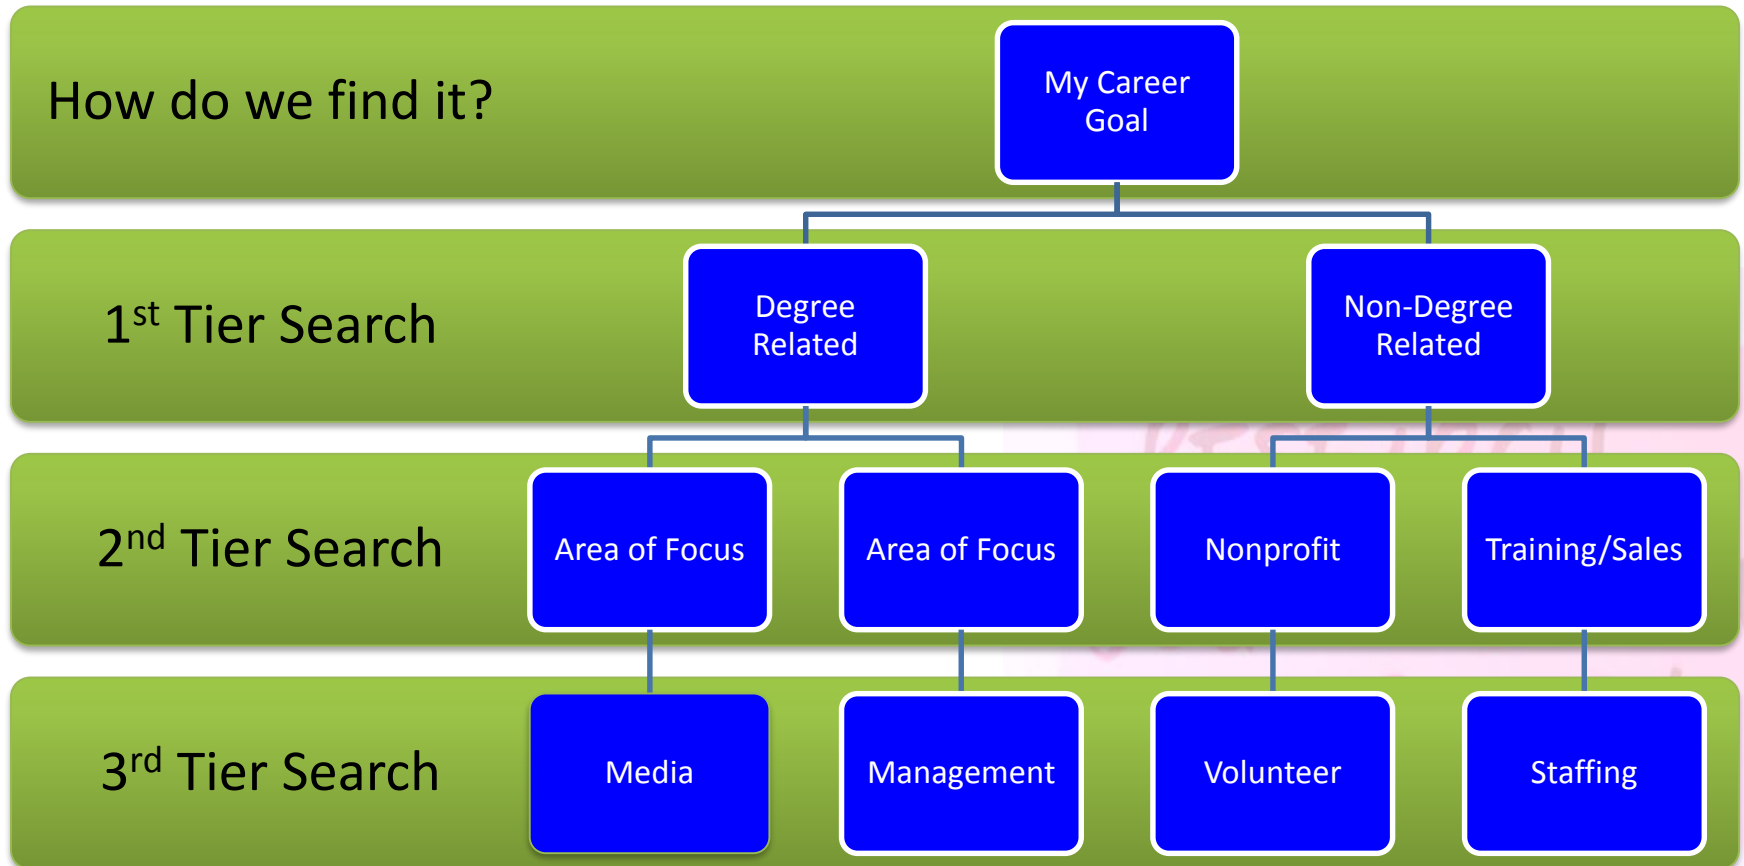 How do we find it?
My Career
Goal
1st Tier Search
Degree
Related
Non-Degree
Related
2nd Tier Search
Area of Focus
Area of Focus
Nonprofit
Training/Sales
3rd Tier Search
Media
Management
Volunteer
Staffing